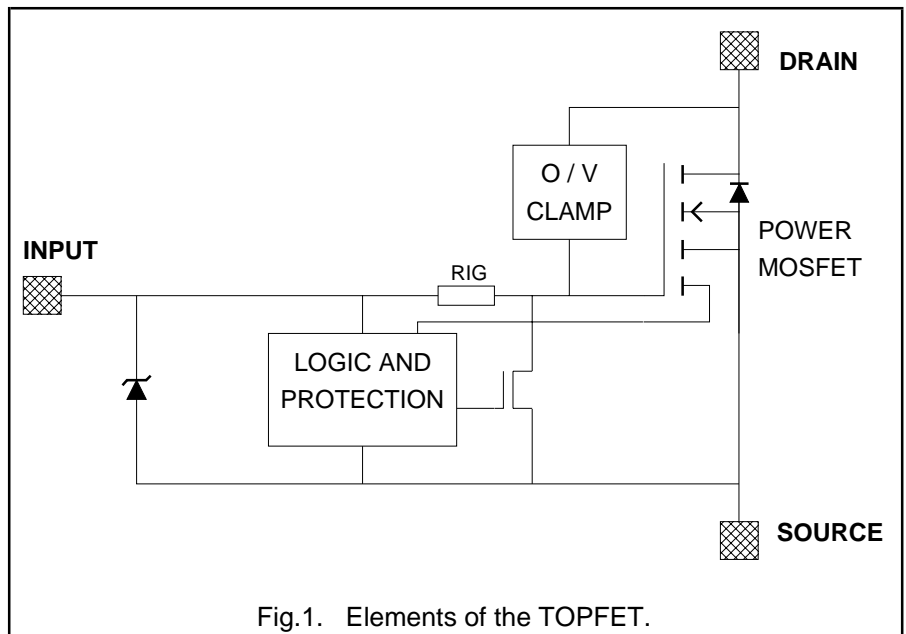 DRAIN
O / V
CLAMP
POWER
MOSFET
INPUT
RIG
LOGIC AND
PROTECTION
SOURCE
Fig.1. Elements of the TOPFET.